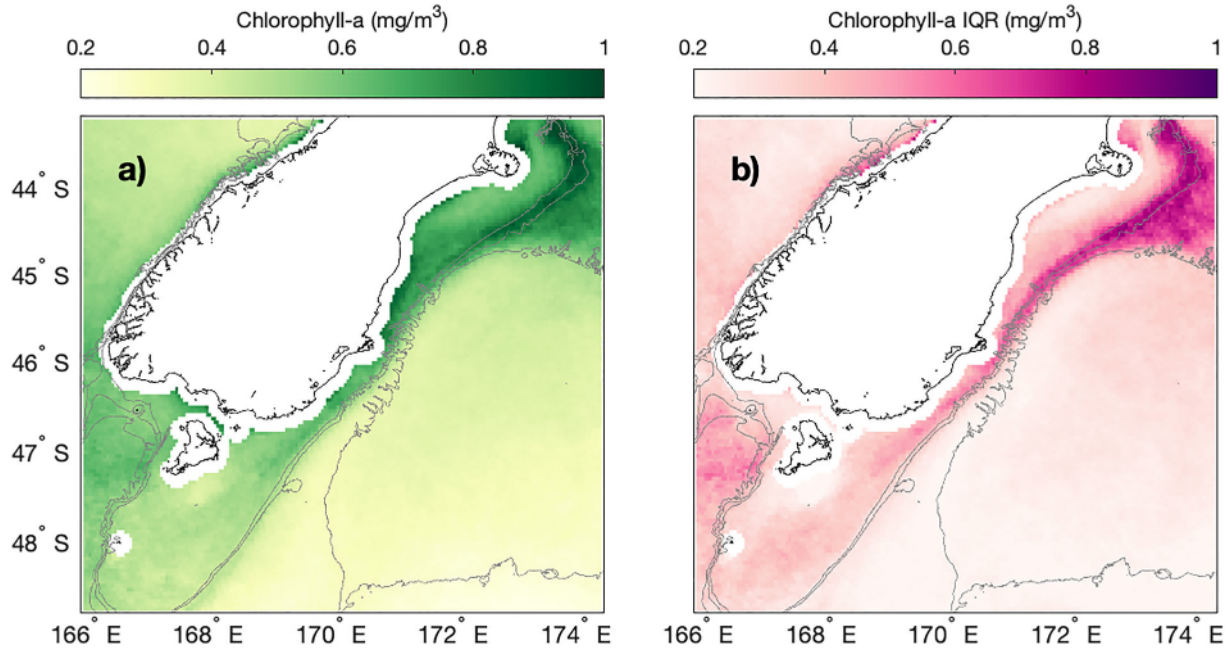 Chlorophyll-a (mg/m³)
0.2 0.4 0.6 0.8 1
Chlorophyll-a IQR (mg/m³)
0.2 0.4 0.6 0.8 1
a)
b)
44° S
45° S
46° S
47° S
48° S
166° E 168° E 170° E 172° E 174° E
166° E 168° E 170° E 172° E 174° E